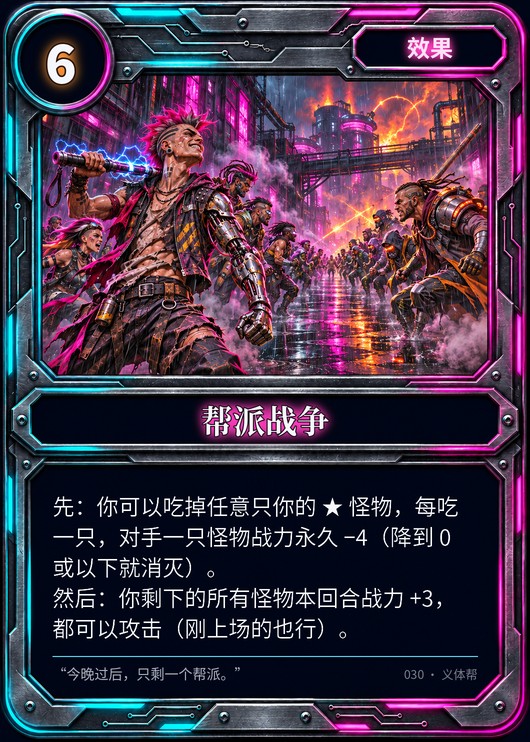 6
效果
帮派战争
先：你可以吃掉任意只你的 ★ 怪物，每吃
一只，对手一只怪物战力永久 −4（降到 0
或以下就消灭）。
然后：你剩下的所有怪物本回合战力 +3，
都可以攻击（刚上场的也行）。
“今晚过后，只剩一个帮派。”
030 · 义体帮